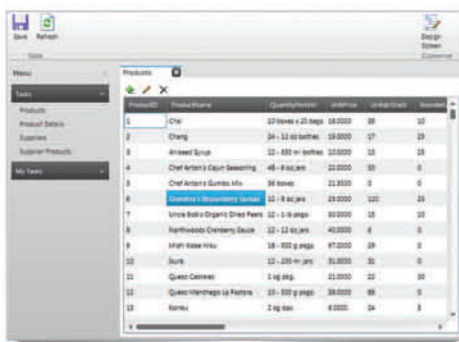 Save Refresh
Data
Design
Screen
Customize
Menu
Tasks
Products
Product Details
Suppliers
Supplier Products
My Tasks
Products
ProductID ProductName QuantityPerUnit UnitPrice UnitsInStock
1 Chai 10 boxes x 20 bags 18.0000 39 10
2 Chang 24 - 12 oz bottles 19.0000 17 25
3 Aniseed Syrup 12 - 550 ml bottles 10.0000 13 25
4 Chef Anton's Cajun Seasoning 48 - 6 oz jars 22.0000 53 0
5 Chef Anton's Gumbo Mix 36 boxes 21.3500 0 0
6 Grandma's Boysenberry Spread 12 - 8 oz jars 25.0000 120 25
7 Uncle Bob's Organic Dried Pears 12 - 1 lb pkgs. 30.0000 15 10
8 Northwoods Cranberry Sauce 12 - 12 oz jars 40.0000 6 0
9 Mishi Kobe Niku 18 - 500 g pkgs. 97.0000 29 0
10 Ikura 12 - 200 ml jars 31.0000 31 0
11 Queso Cabrales 1 kg pkg. 21.0000 22 30
12 Queso Manchego La Pastora 10 - 500 g pkgs. 38.0000 86 0
13 Konbu 2 kg box 6.0000 24 5